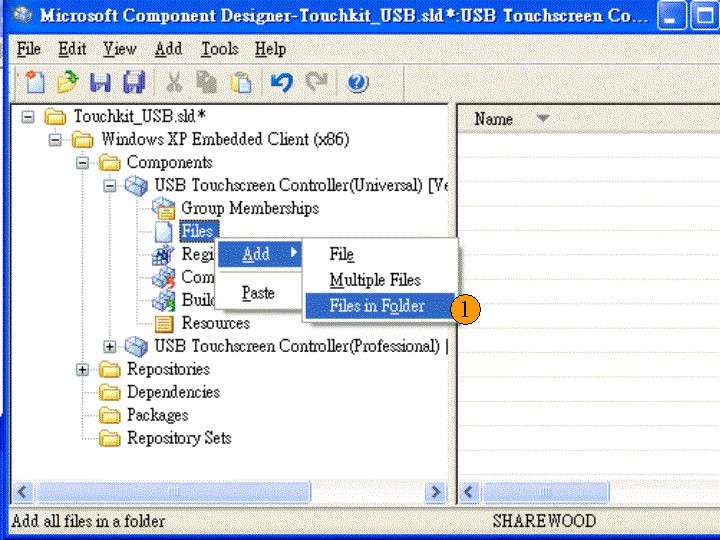 Microsoft Component Designer-Touchkit_USB.sld*:USB Touchscreen Co...
File Edit View Add Tools Help
Touchkit_USB.sld*
Name
Windows XP Embedded Client (x86)
Components
USB Touchscreen Controller(Universal) [Ve
Group Memberships
Files
Regi
Add
File
Com
Multiple Files
Paste
Buil
Files in Folder
1
Resources
USB Touchscreen Controller(Professional) [
Repositories
Dependencies
Packages
Repository Sets
Add all files in a folder
SHAREWOOD